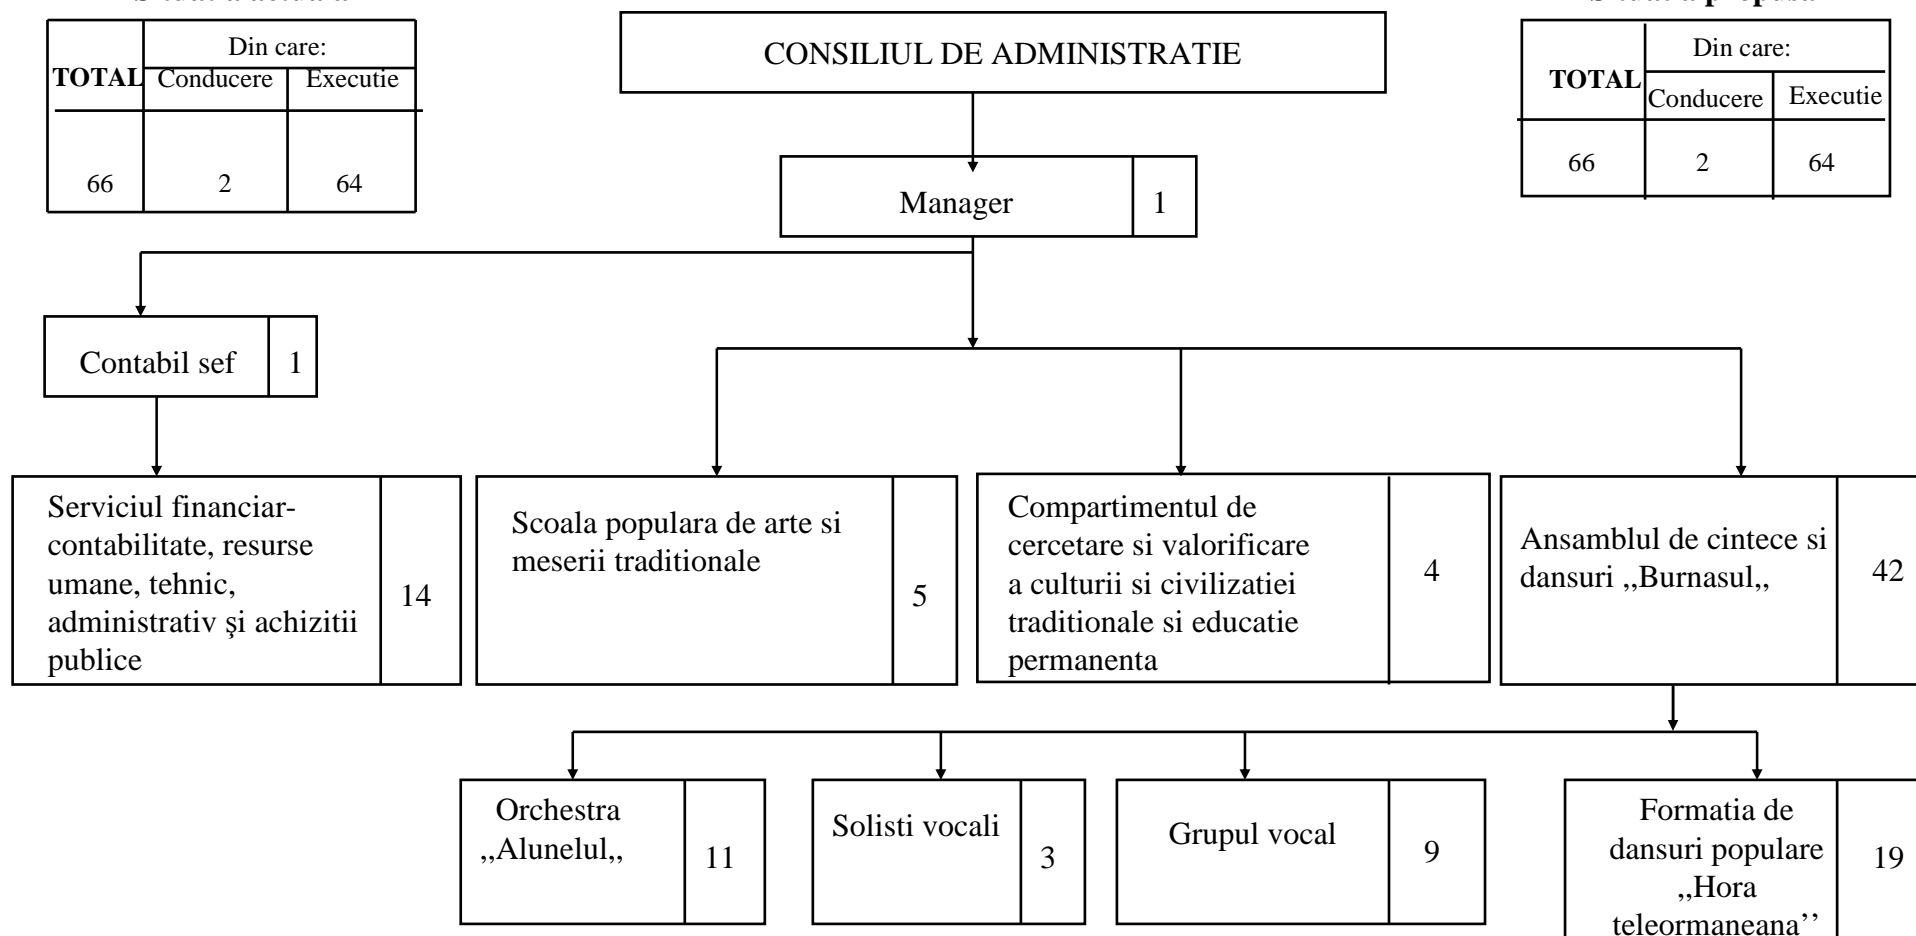 TOTAL
Din care:
Conducere
Executie
66
2
64
CONSILIUL DE ADMINISTRATIE
TOTAL
Din care:
Conducere
Executie
66
2
64
Manager
1
Contabil sef
1
Serviciul financiar-
contabilitate, resurse
umane, tehnic,
administrativ şi achizitii
publice
14
Scoala populara de arte si
meserii traditionale
5
Compartimentul de
cercetare si valorificare
a culturii si civilizatiei
traditionale si educatie
permanenta
4
Ansamblul de cintece si
dansuri ,,Burnasul,,
42
Orchestra
,,Alunelul,,
11
Solisti vocali
3
Grupul vocal
9
Formatia de
dansuri populare
,,Hora
teleormaneana’’
19